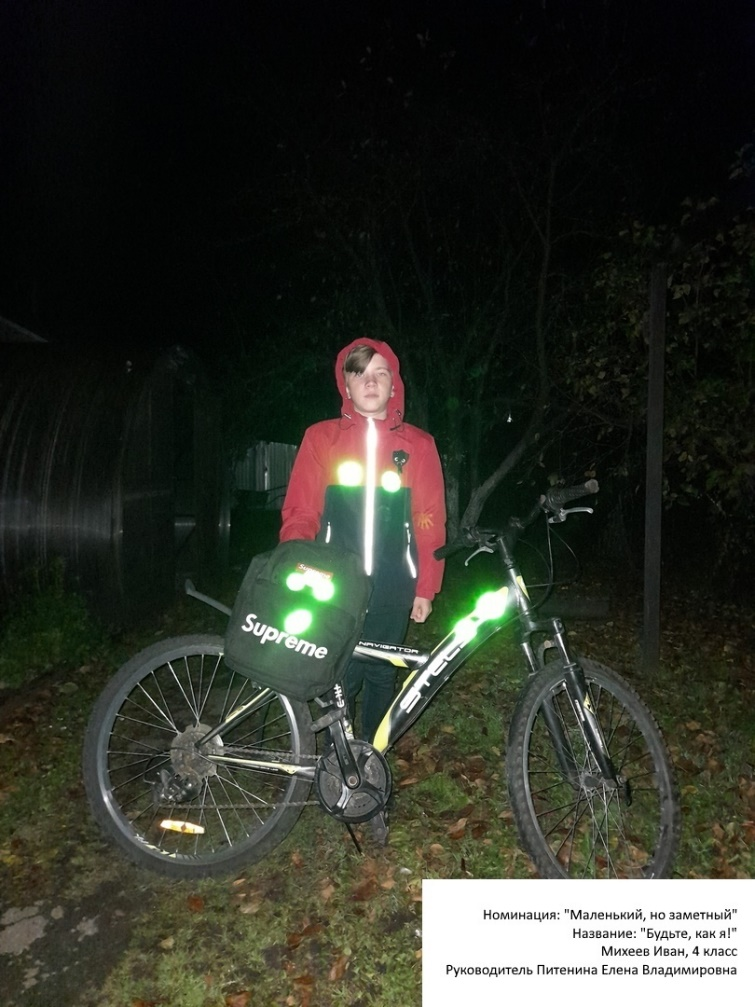 Supreme
NAVIGATOR
STELS
Номинация: "Маленький, но заметный"
Название: "Будьте, как я!"
Михеев Иван, 4 класс
Руководитель Питенина Елена Владимировна